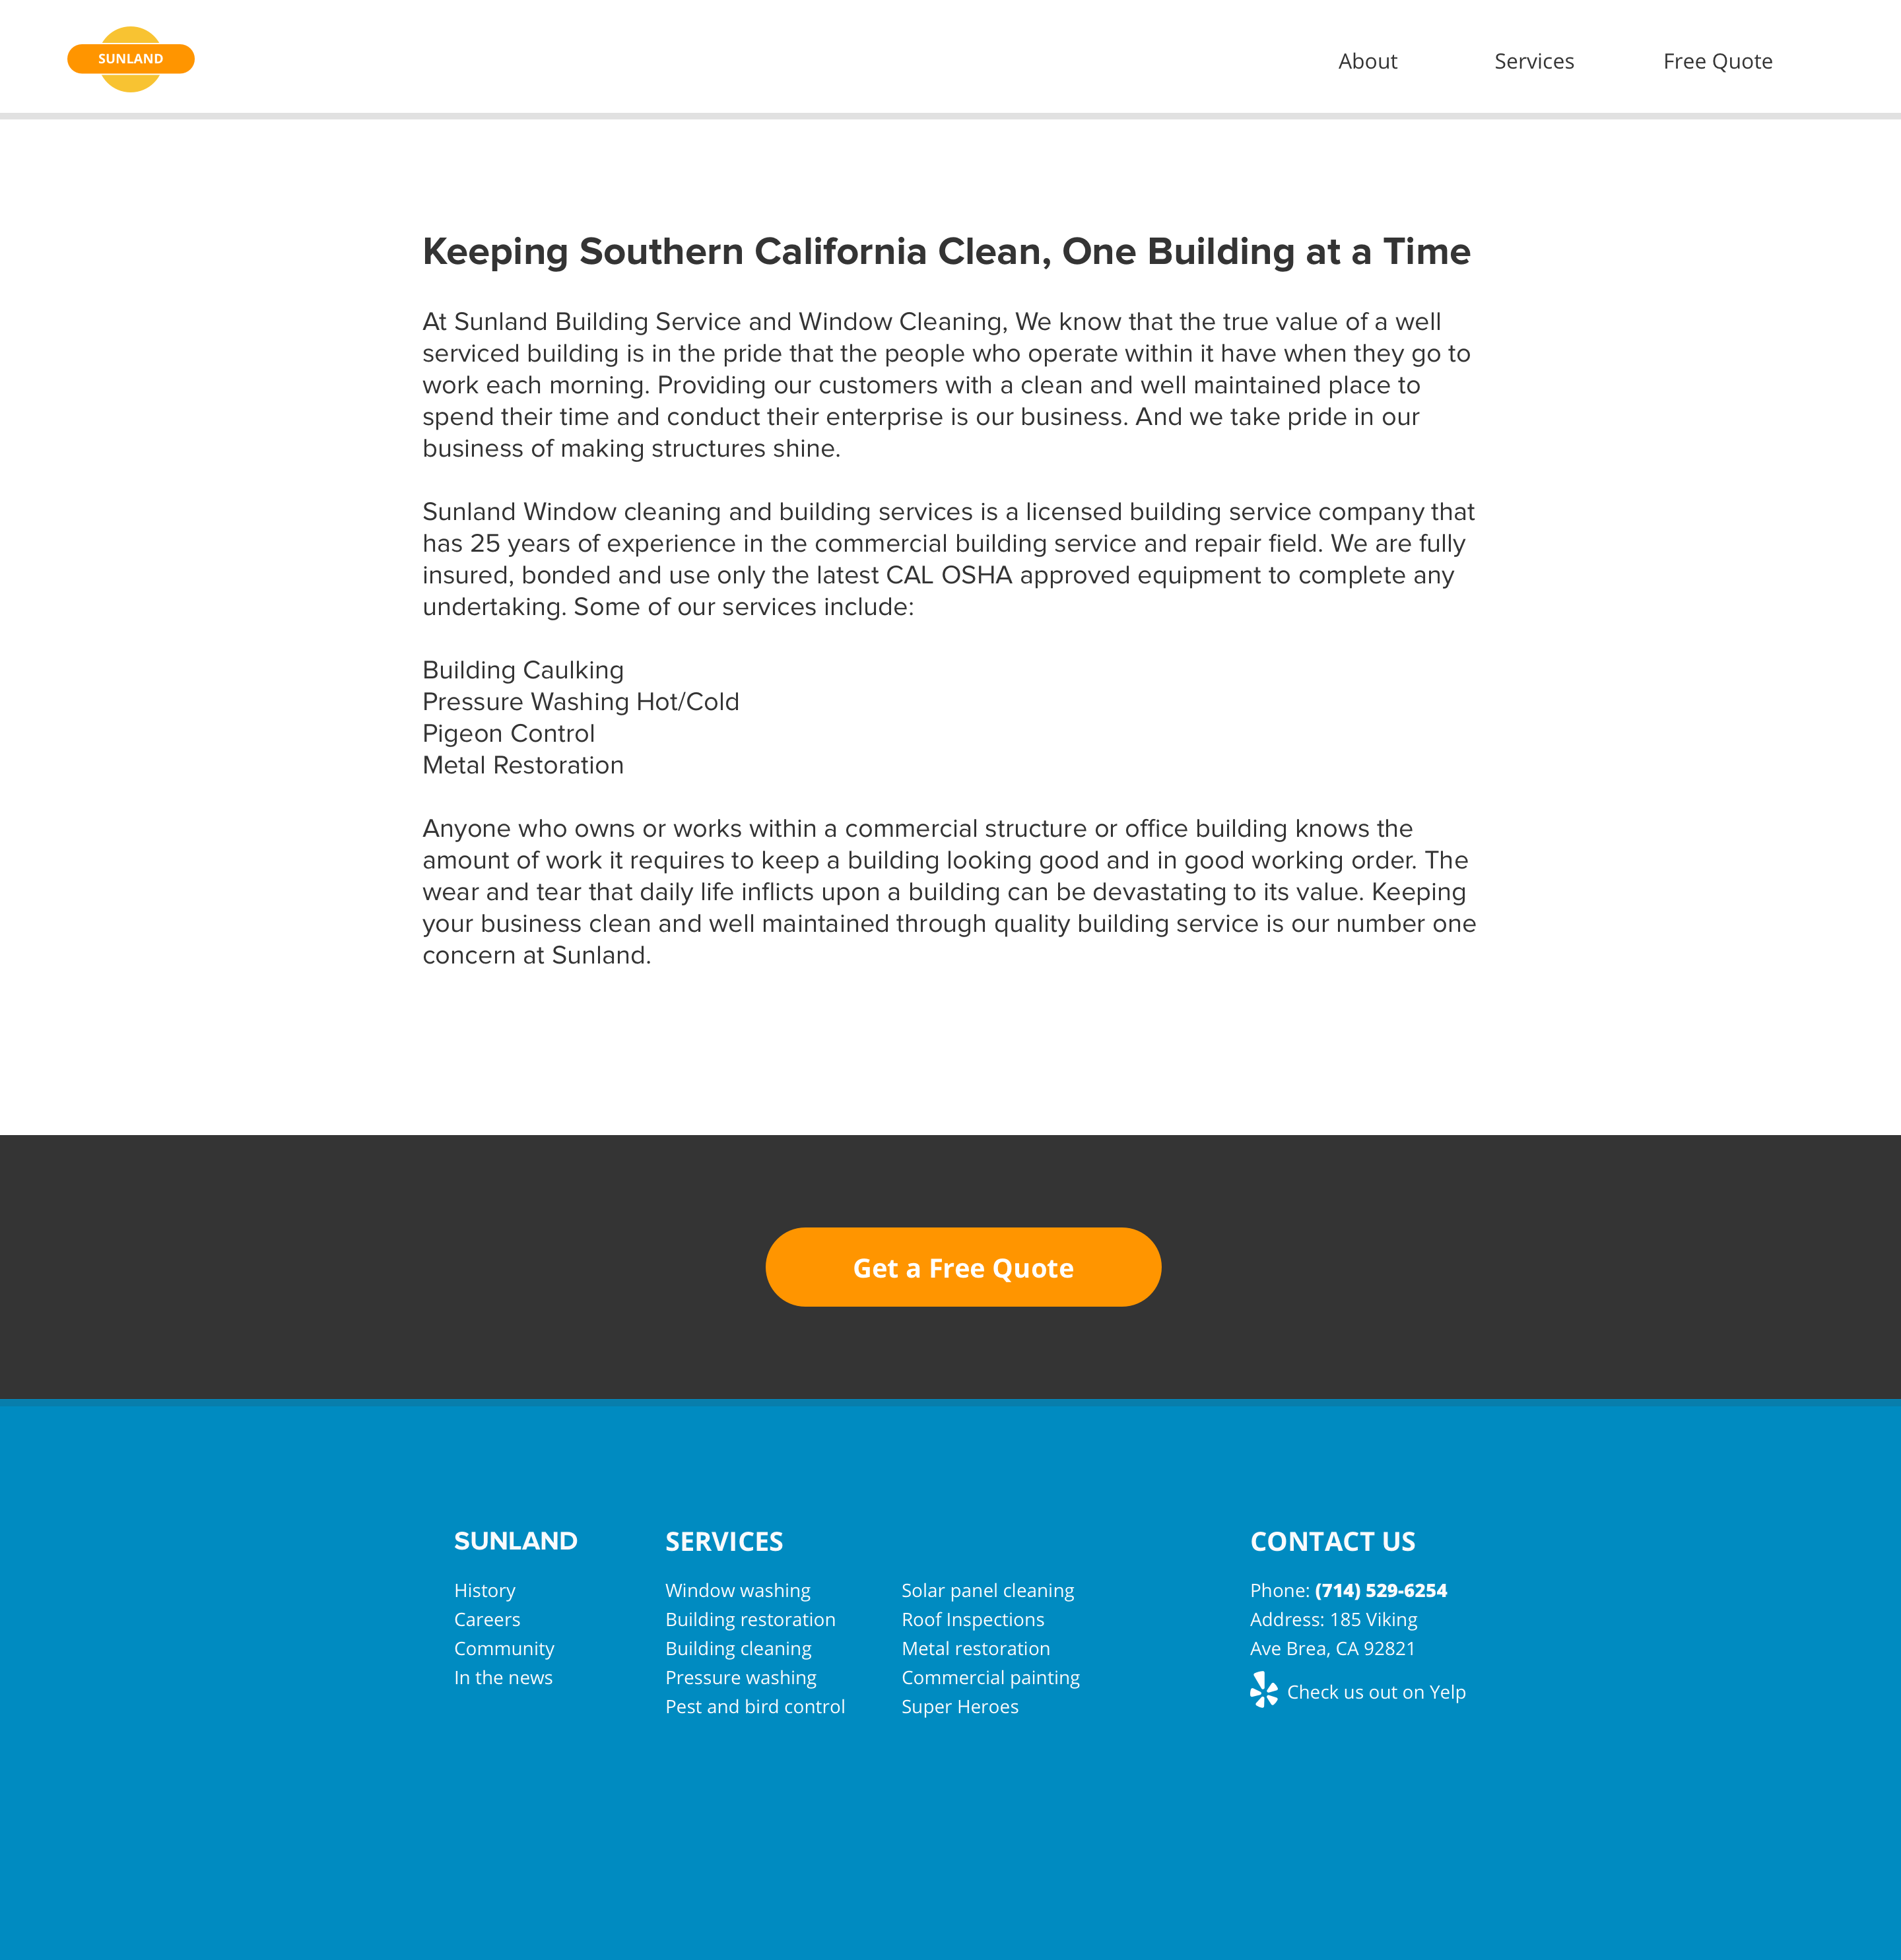 SUNLAND
About
Services
Free Quote
Keeping Southern California Clean, One Building at a Time
At Sunland Building Service and Window Cleaning, We know that the true value of a well
serviced building is in the pride that the people who operate within it have when they go to
work each morning. Providing our customers with a clean and well maintained place to
spend their time and conduct their enterprise is our business. And we take pride in our
business of making structures shine.
Sunland Window cleaning and building services is a licensed building service company that
has 25 years of experience in the commercial building service and repair field. We are fully
insured, bonded and use only the latest CAL OSHA approved equipment to complete any
undertaking. Some of our services include:
Building Caulking
Pressure Washing Hot/Cold
Pigeon Control
Metal Restoration
Anyone who owns or works within a commercial structure or office building knows the
amount of work it requires to keep a building looking good and in good working order. The
wear and tear that daily life inflicts upon a building can be devastating to its value. Keeping
your business clean and well maintained through quality building service is our number one
concern at Sunland.
Get a Free Quote
SUNLAND
History
Careers
Community
In the news
SERVICES
Window washing
Building restoration
Building cleaning
Pressure washing
Pest and bird control
Solar panel cleaning
Roof Inspections
Metal restoration
Commercial painting
Super Heroes
CONTACT US
Phone: (714) 529-6254
Address: 185 Viking
Ave Brea, CA 92821
Check us out on Yelp